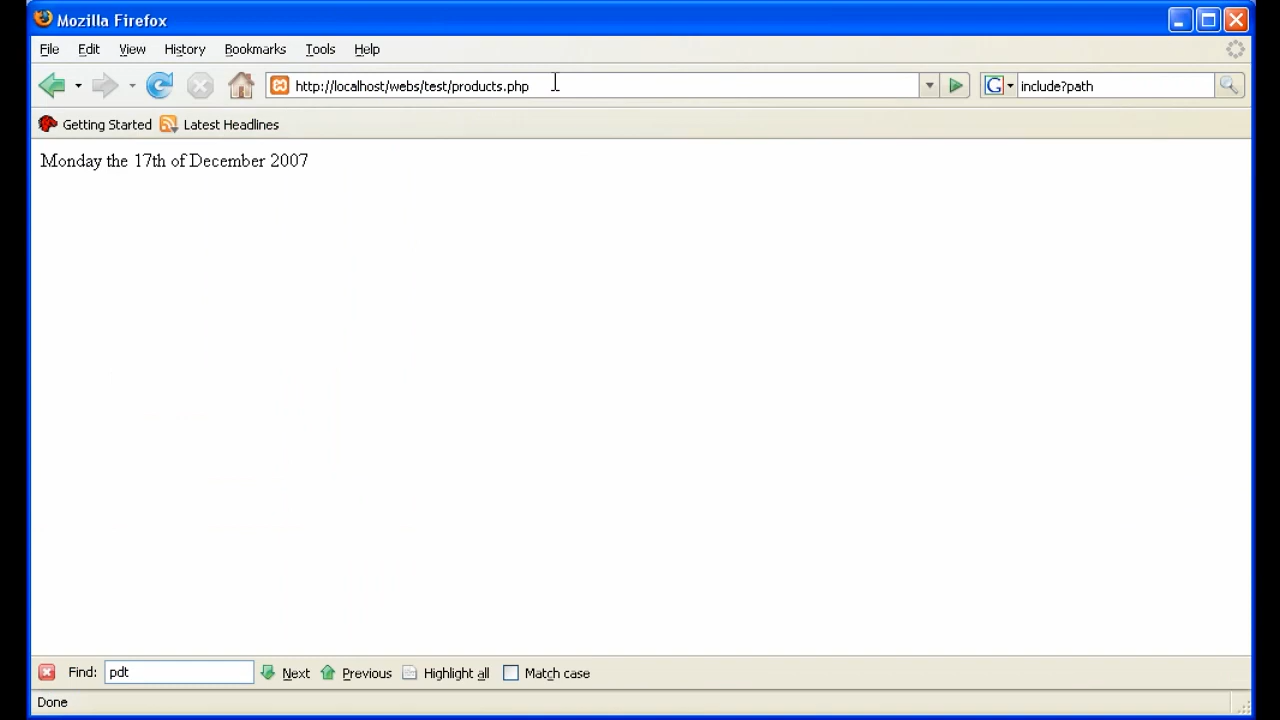 Mozilla Firefox
File Edit View History Bookmarks Tools Help
http://localhost/webs/test/products.php G include?path
Getting Started Latest Headlines
Monday the 17th of December 2007
Find: pdt Next Previous Highlight all Match case
Done